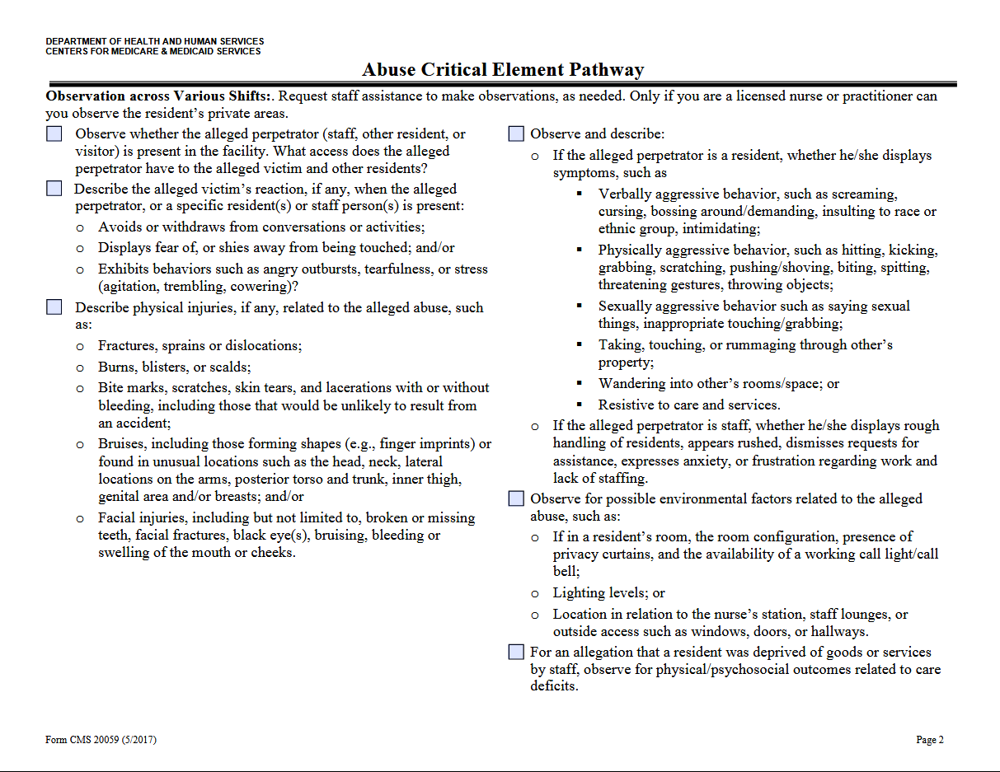 DEPARTMENT OF HEALTH AND HUMAN SERVICES
CENTERS FOR MEDICARE & MEDICAID SERVICES
Abuse Critical Element Pathway
Observation across Various Shifts:. Request staff assistance to make observations, as needed. Only if you are a licensed nurse or practitioner can
you observe the resident’s private areas.
Observe whether the alleged perpetrator (staff, other resident, or
visitor) is present in the facility. What access does the alleged
perpetrator have to the alleged victim and other residents?
Describe the alleged victim’s reaction, if any, when the alleged
perpetrator, or a specific resident(s) or staff person(s) is present:
o Avoids or withdraws from conversations or activities;
o Displays fear of, or shies away from being touched; and/or
o Exhibits behaviors such as angry outbursts, tearfulness, or stress
(agitation, trembling, cowering)?
Describe physical injuries, if any, related to the alleged abuse, such
as:
o Fractures, sprains or dislocations;
o Burns, blisters, or scalds;
o Bite marks, scratches, skin tears, and lacerations with or without
bleeding, including those that would be unlikely to result from
an accident;
o Bruises, including those forming shapes (e.g., finger imprints) or
found in unusual locations such as the head, neck, lateral
locations on the arms, posterior torso and trunk, inner thigh,
genital area and/or breasts; and/or
o Facial injuries, including but not limited to, broken or missing
teeth, facial fractures, black eye(s), bruising, bleeding or
swelling of the mouth or cheeks.
Observe and describe:
o If the alleged perpetrator is a resident, whether he/she displays
symptoms, such as
▪ Verbally aggressive behavior, such as screaming,
cursing, bossing around/demanding, insulting to race or
ethnic group, intimidating;
▪ Physically aggressive behavior, such as hitting, kicking,
grabbing, scratching, pushing/shoving, biting, spitting,
threatening gestures, throwing objects;
▪ Sexually aggressive behavior such as saying sexual
things, inappropriate touching/grabbing;
▪ Taking, touching, or rummaging through other’s
property;
▪ Wandering into other’s rooms/space; or
▪ Resistive to care and services.
o If the alleged perpetrator is staff, whether he/she displays rough
handling of residents, appears rushed, dismisses requests for
assistance, expresses anxiety, or frustration regarding work and
lack of staffing.
Observe for possible environmental factors related to the alleged
abuse, such as:
o If in a resident’s room, the room configuration, presence of
privacy curtains, and the availability of a working call light/call
bell;
o Lighting levels; or
o Location in relation to the nurse’s station, staff lounges, or
outside access such as windows, doors, or hallways.
For an allegation that a resident was deprived of goods or services
by staff, observe for physical/psychosocial outcomes related to care
deficits.
Form CMS 20059 (5/2017)
Page 2